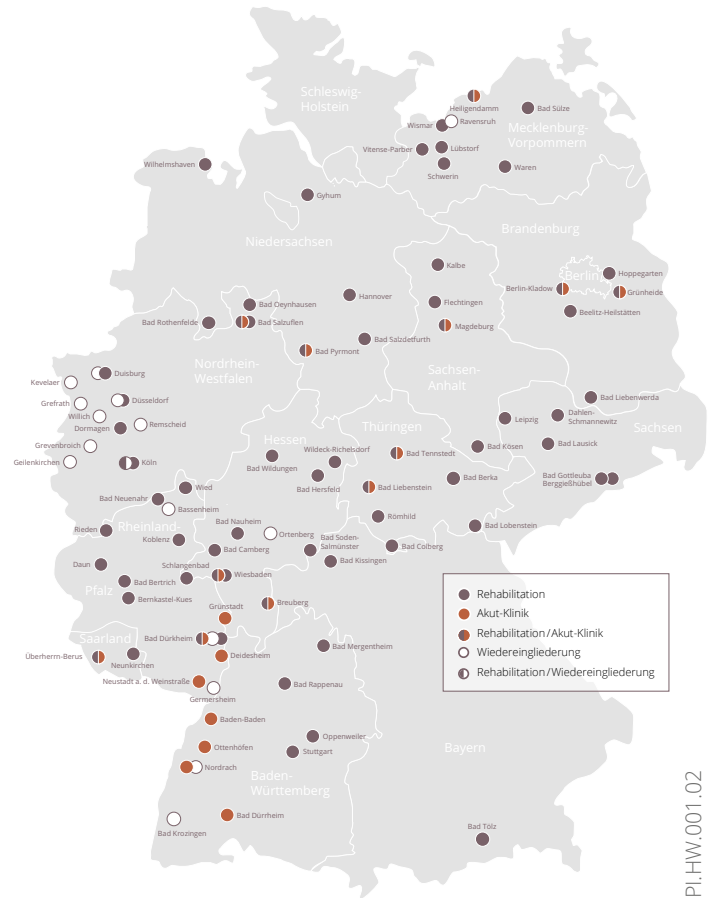 Schleswig-
Holstein
Heiligendamm
Bad Sülze
Wismar
Ravensruh
Mecklenburg-
Vorpommern
Vitense-Parber
Lübstorf
Wilhelmshaven
Schwerin
Waren
Gyhum
Niedersachsen
Brandenburg
Kalbe
Berlin
Hoppegarten
Berlin-Kladow
Grünheide
Hannover
Flechtingen
Bad Oeynhausen
Beelitz-Heilstätten
Bad Rothenfelde
Bad Salzuflen
Magdeburg
Bad Salzdetfurth
Bad Pyrmont
Nordrhein-
Westfalen
Sachsen-
Anhalt
Duisburg
Kevelaer
Grefrath
Düsseldorf
Bad Liebenwerda
Willich
Dormagen
Remscheid
Leipzig
Dahlen-
Schmannewitz
Sachsen
Thüringen
Hessen
Grevenbroich
Wildeck-Richelsdorf
Bad Tennstedt
Bad Kösen
Bad Lausick
Geilenkirchen
Köln
Bad Wildungen
Bad Hersfeld
Bad Liebenstein
Bad Berka
Bad Gottleuba
Berggießhübel
Wied
Bad Neuenahr
Bassenheim
Römhild
Bad Lobenstein
Rieden
Rheinland-
Koblenz
Bad Nauheim
Ortenberg
Bad Soden-
Salmünster
Bad Colberg
Bad Camberg
Bad Kissingen
Daun
Schlangenbad
Wiesbaden
Bad Bertrich
Pfalz
Bernkastel-Kues
Grünstadt
Breuberg
Rehabilitation
Akut-Klinik
Rehabilitation/Akut-Klinik
Wiedereingliederung
Rehabilitation/Wiedereingliederung
Saarland
Bad Dürkheim
Bad Mergentheim
Überherrn-Berus
Neunkirchen
Deidesheim
Neustadt a. d. Weinstraße
Germersheim
Bad Rappenau
Baden-Baden
Oppenweiler
Ottenhöfen
Stuttgart
Bayern
Nordrach
Baden-
Württemberg
Bad Dürrheim
Bad Krozingen
Bad Tölz
PI.HW.001.02